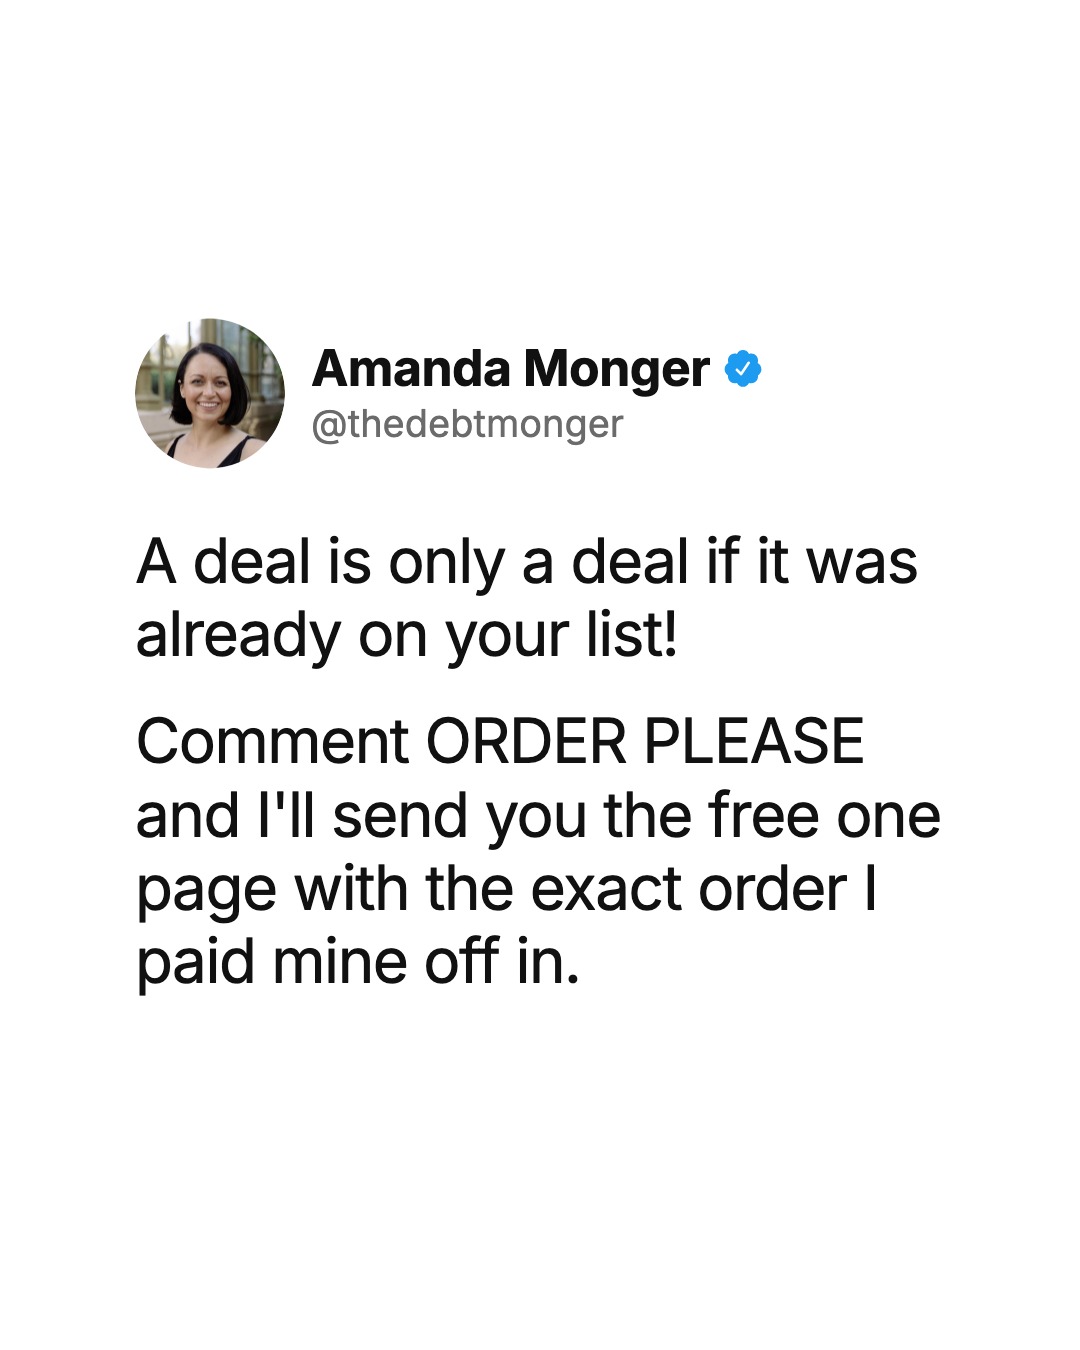 Amanda Monger
@thedebtmonger
A deal is only a deal if it was
already on your list!
Comment ORDER PLEASE
and I'll send you the free one
page with the exact order I
paid mine off in.